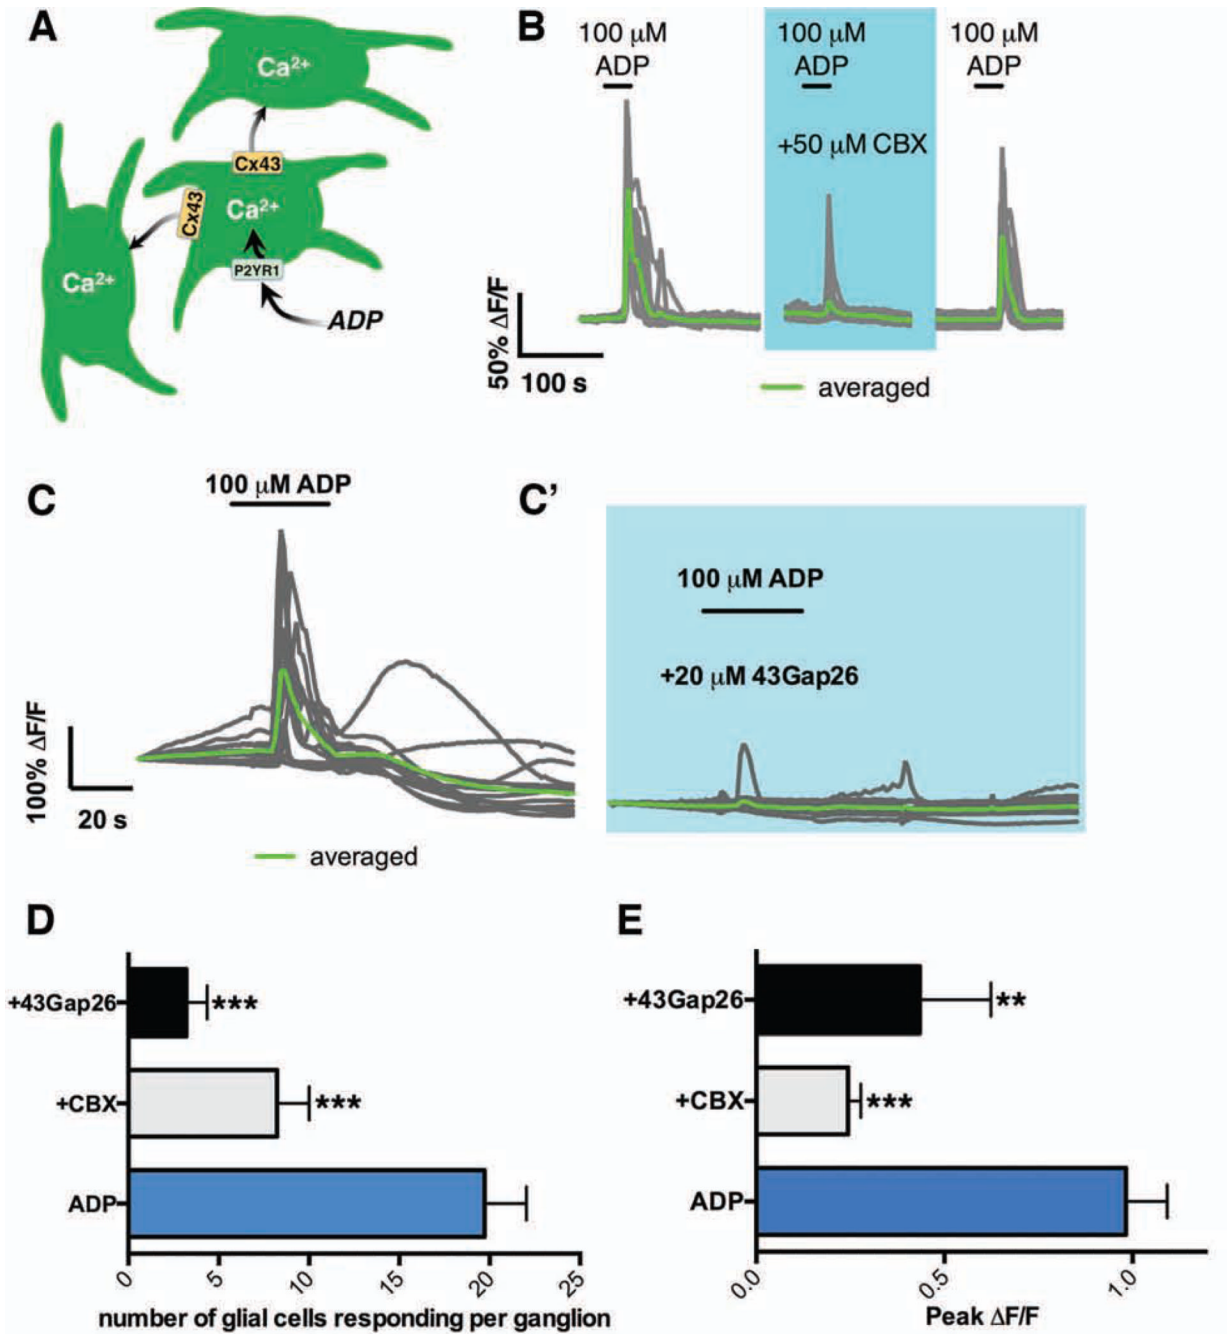 A
Ca2+
Cx43
Cx43
Ca2+
Ca2+
P2YR1
ADP
B
100 μM
ADP
100 μM
ADP
100 μM
ADP
+50 μM CBX
50% ΔF/F
100 s
averaged
C
100 μM ADP
100% ΔF/F
20 s
averaged
C'
100 μM ADP
+20 μM 43Gap26
D
+43Gap26
***
+CBX
***
ADP
0
5
10
15
20
25
number of glial cells responding per ganglion
E
+43Gap26
**
+CBX
***
ADP
0.0
0.5
1.0
Peak ΔF/F